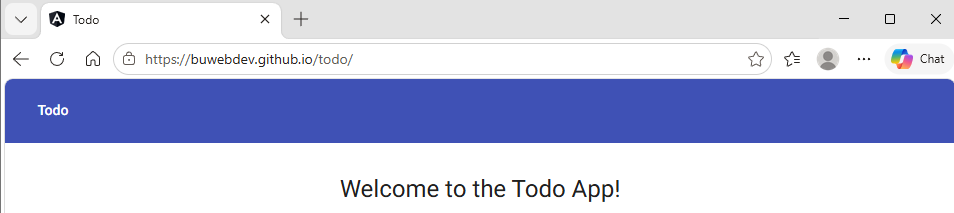 Todo
https://buwebdev.github.io/todo/
Chat
Todo
Welcome to the Todo App!